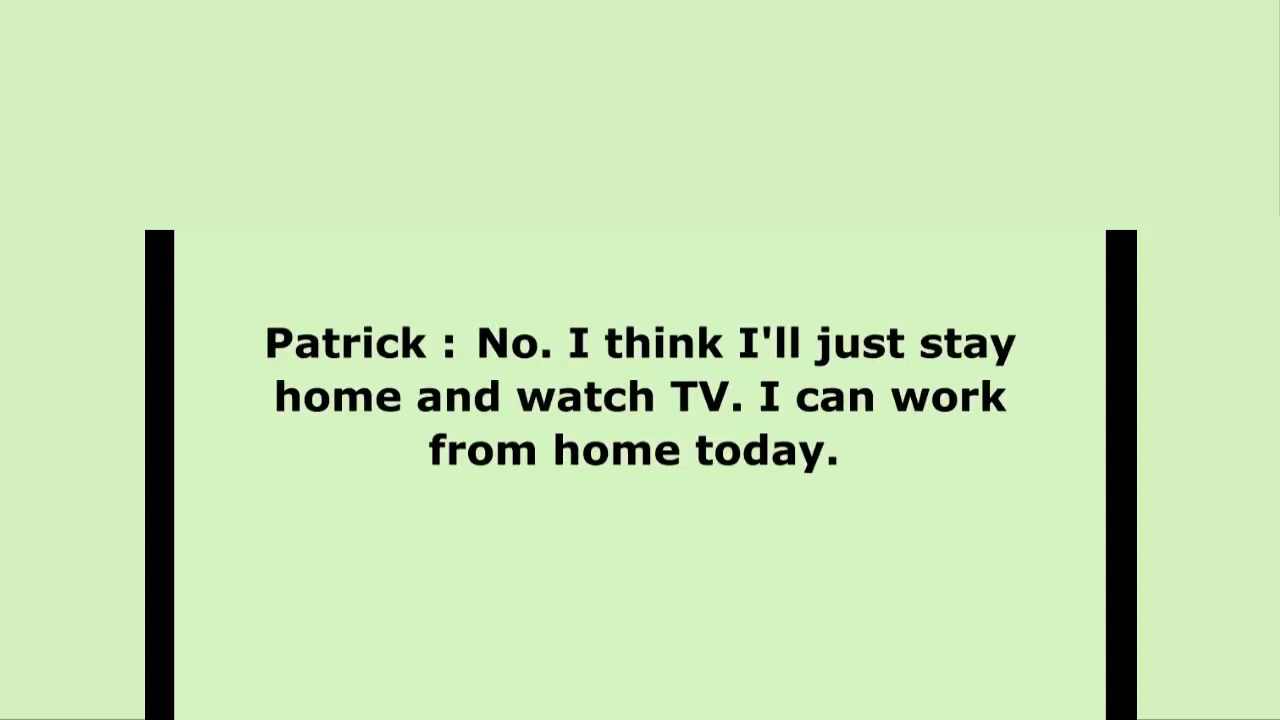 Patrick : No. I think I'll just stay
home and watch TV. I can work
from home today.